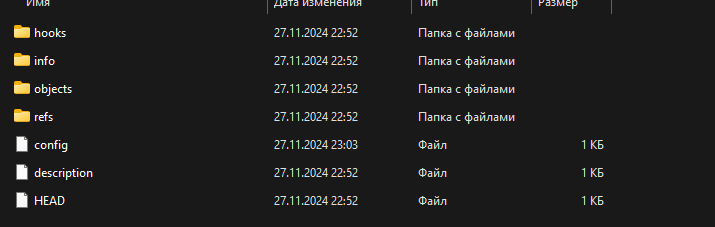 Имя Дата изменения Тип Размер
hooks 27.11.2024 22:52 Папка с файлами
info 27.11.2024 22:52 Папка с файлами
objects 27.11.2024 22:52 Папка с файлами
refs 27.11.2024 22:52 Папка с файлами
config 27.11.2024 23:03 Файл 1 КБ
description 27.11.2024 22:52 Файл 1 КБ
HEAD 27.11.2024 22:52 Файл 1 КБ